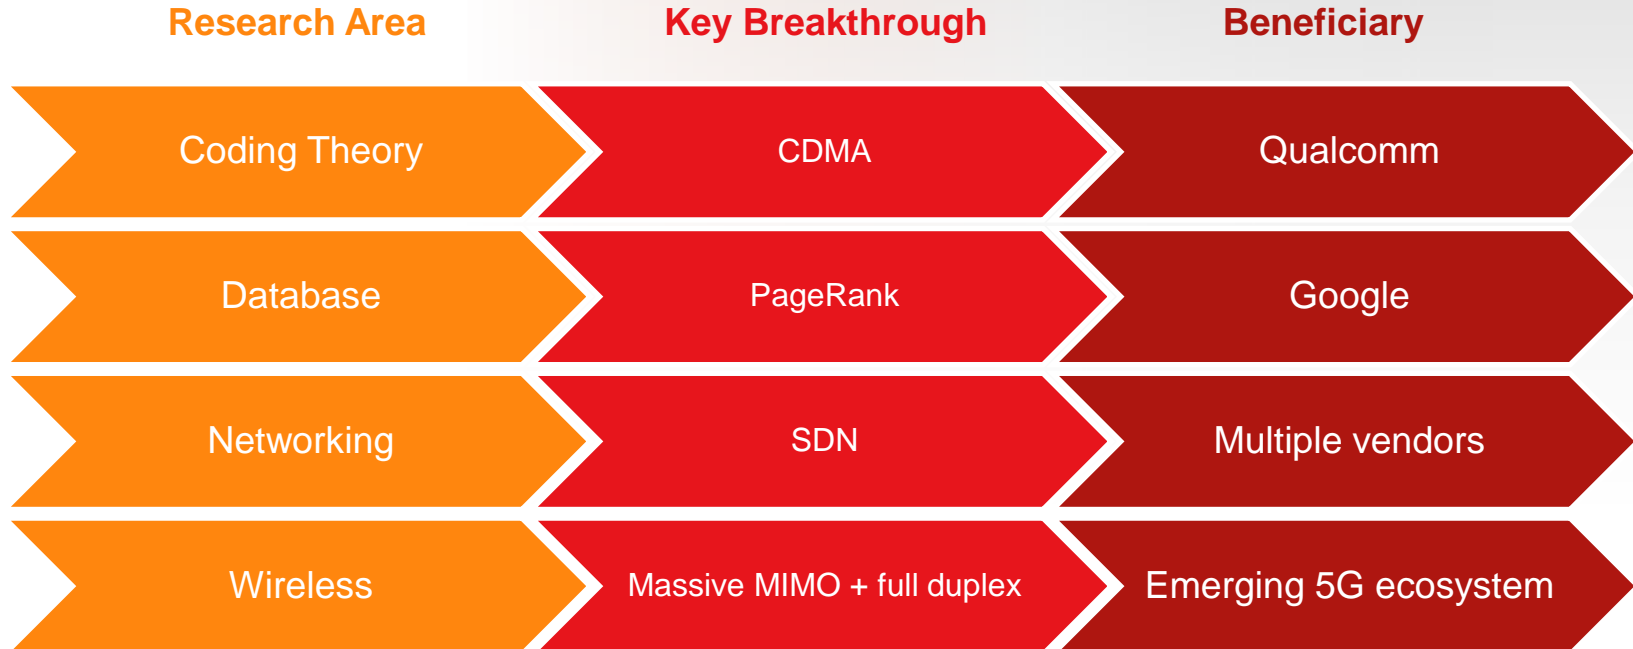 Research Area
Key Breakthrough
Beneficiary
Coding Theory
CDMA
Qualcomm
Database
PageRank
Google
Networking
SDN
Multiple vendors
Wireless
Massive MIMO + full duplex
Emerging 5G ecosystem